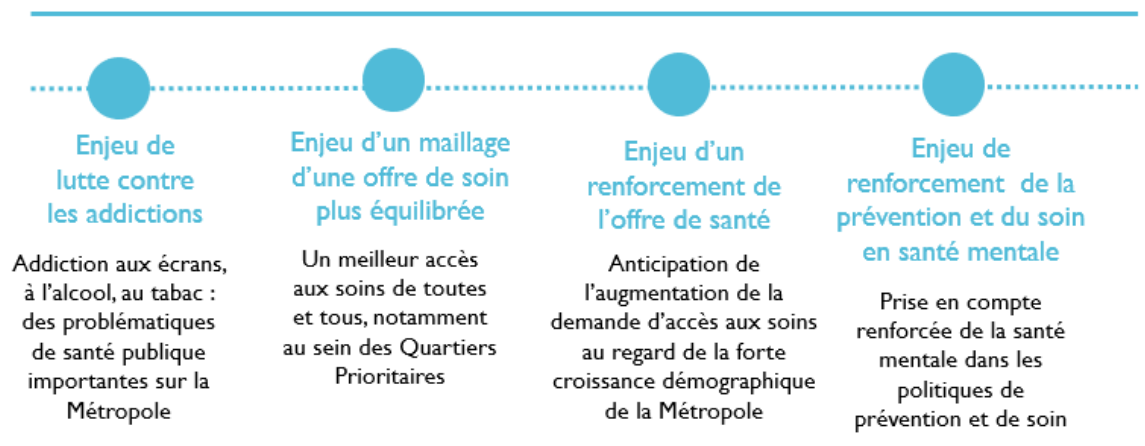 Enjeu de
lutte contre
les addictions
Addiction aux écrans,
à l'alcool, au tabac :
des problématiques
de santé publique
importantes sur la
Métropole
Enjeu d'un maillage
d'une offre de soin
plus équilibrée
Un meilleur accès
aux soins de toutes
et tous, notamment
au sein des Quartiers
Prioritaires
Enjeu d'un
renforcement de
l'offre de santé
Anticipation de
l'augmentation de la
demande d'accès aux soins
au regard de la forte
croissance démographique
de la Métropole
Enjeu de
renforcement de la
prévention et du soin
en santé mentale
Prise en compte
renforcée de la santé
mentale dans les
politiques de
prévention et de soin